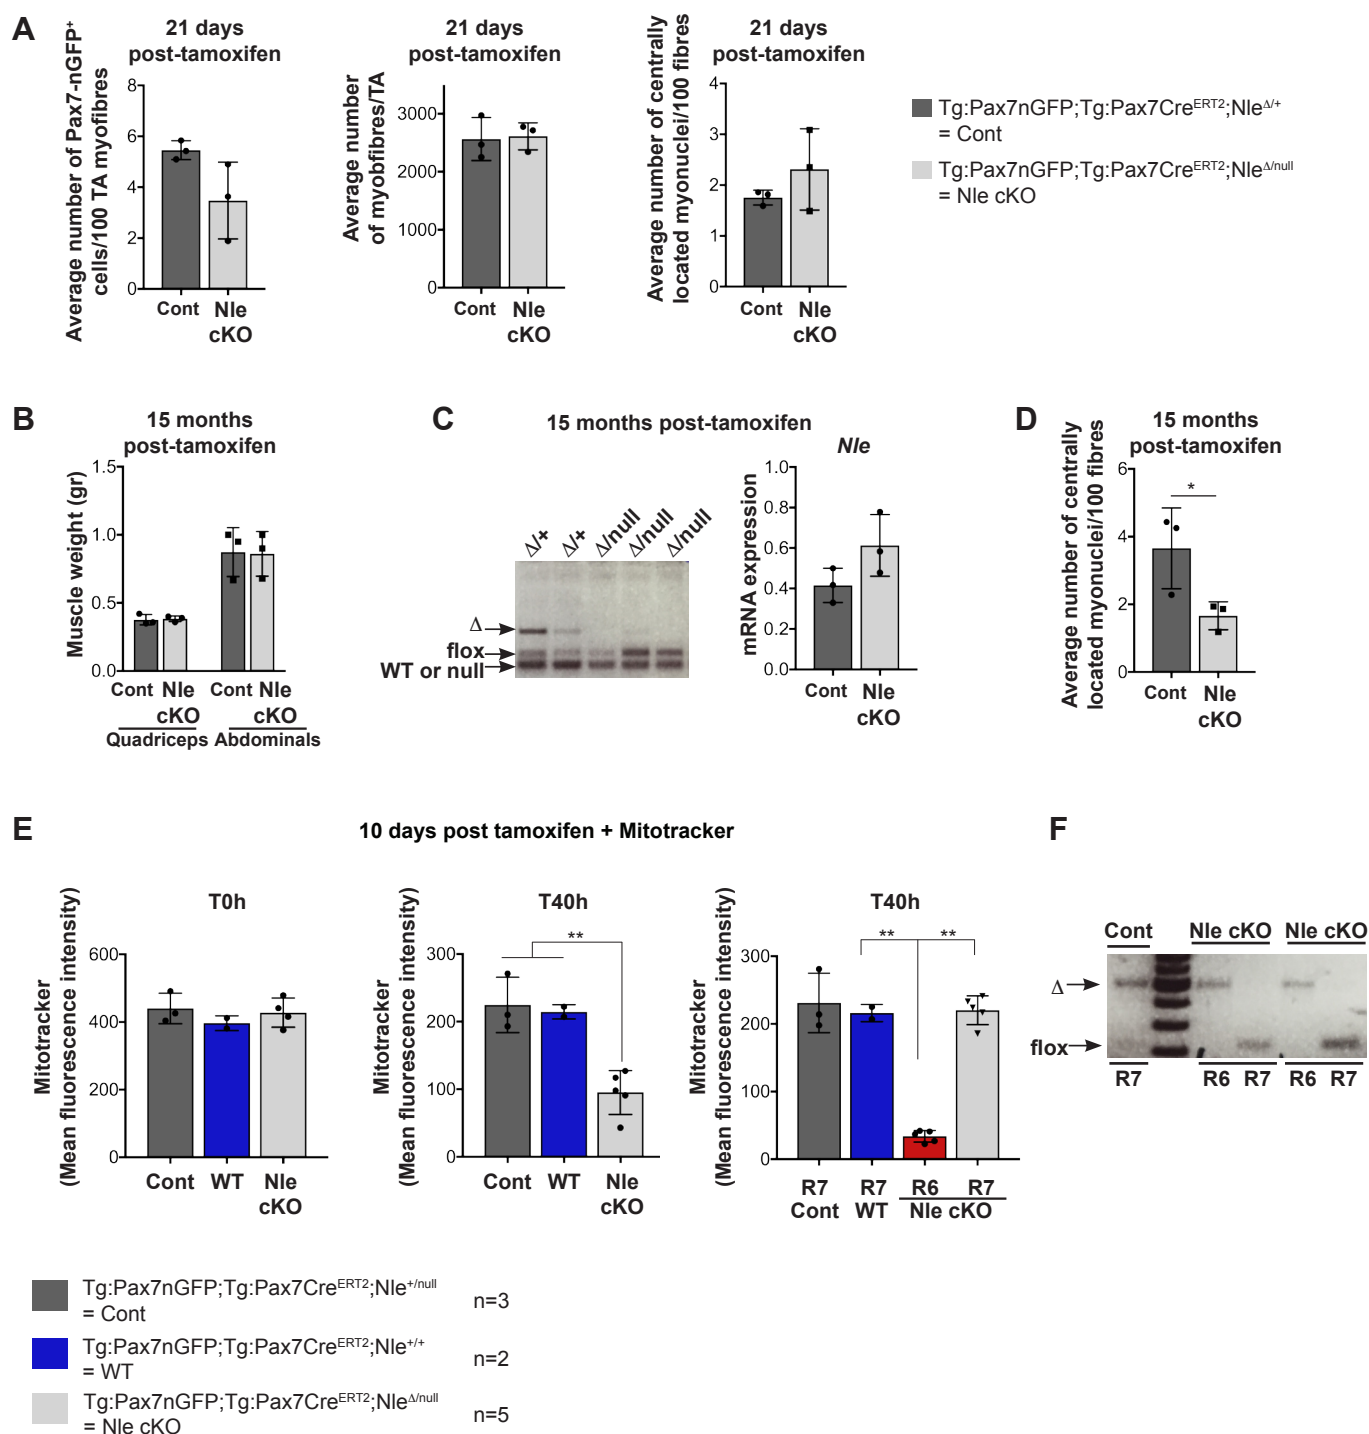 A
21 days
post-tamoxifen
Average number of Pax7-nGFP+
cells/100 TA myofibres
8
6
4
2
0
Cont
Nle
cKO
21 days
post-tamoxifen
Average number
of myobfibres/TA
3000
2000
1000
0
Cont
Nle
cKO
21 days
post-tamoxifen
Average number of centrally
located myonuclei/100 fibres
4
3
2
1
0
Cont
Nle
cKO
Tg:Pax7nGFP;Tg:Pax7CreERT2;NleΔ/+
= Cont
Tg:Pax7nGFP;Tg:Pax7CreERT2;NleΔ/null
= Nle cKO
B
15 months
post-tamoxifen
Muscle weight (gr)
1.5
1.0
0.5
0.0
Cont Nle
cKO
Quadriceps
Cont Nle
cKO
Abdominals
C
15 months post-tamoxifen
Δ/+
Δ/+
Δ/null
Δ/null
Δ/null
Δ
flox
WT or null
Nle
mRNA expression
1.0
0.8
0.6
0.4
0.2
0.0
Cont
Nle
cKO
D
15 months
post-tamoxifen
Average number of centrally
located myonuclei/100 fibres
6
4
2
0
*
Cont
Nle
cKO
E
10 days post tamoxifen + Mitotracker
T0h
Mitotracker
(Mean fluorescence intensity)
600
400
200
0
Cont
WT
Nle
cKO
T40h
Mitotracker
(Mean fluorescence intensity)
300
200
100
0
**
Cont
WT
Nle
cKO
T40h
Mitotracker
(Mean fluorescence intensity)
300
200
100
0
**
**
R7
Cont
R7
WT
R6
R7
Nle cKO
F
Cont
Nle cKO
Nle cKO
Δ
flox
R7
R6 R7
R6 R7
Tg:Pax7nGFP;Tg:Pax7CreERT2;Nle+/null
= Cont
n=3
Tg:Pax7nGFP;Tg:Pax7CreERT2;Nle+/+
= WT
n=2
Tg:Pax7nGFP;Tg:Pax7CreERT2;NleΔ/null
= Nle cKO
n=5